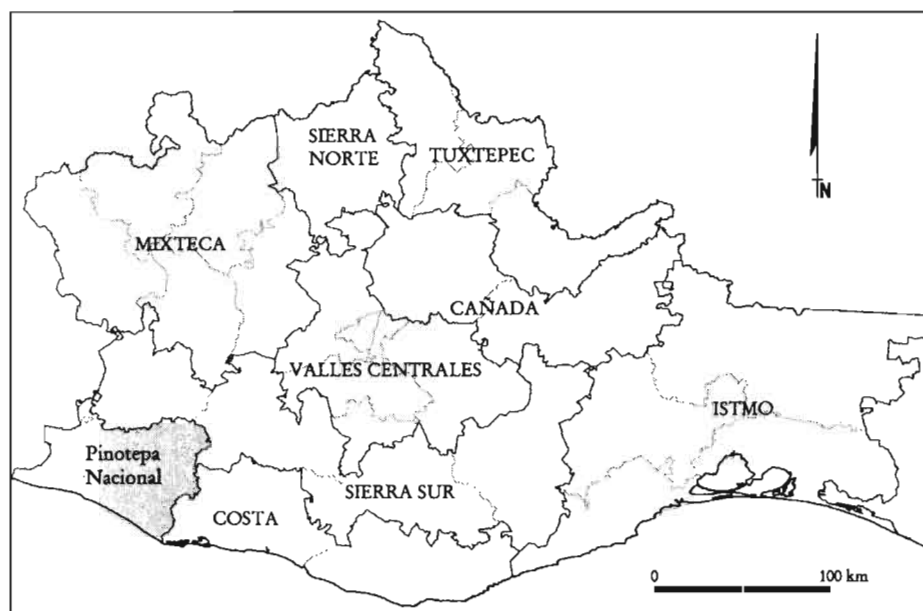 SIERRA
NORTE
TUXTEPEC
N
MIXTECA
CAÑADA
VALLES CENTRALES
ISTMO
Pinotepa
Nacional
SIERRA SUR
COSTA
0 100 km